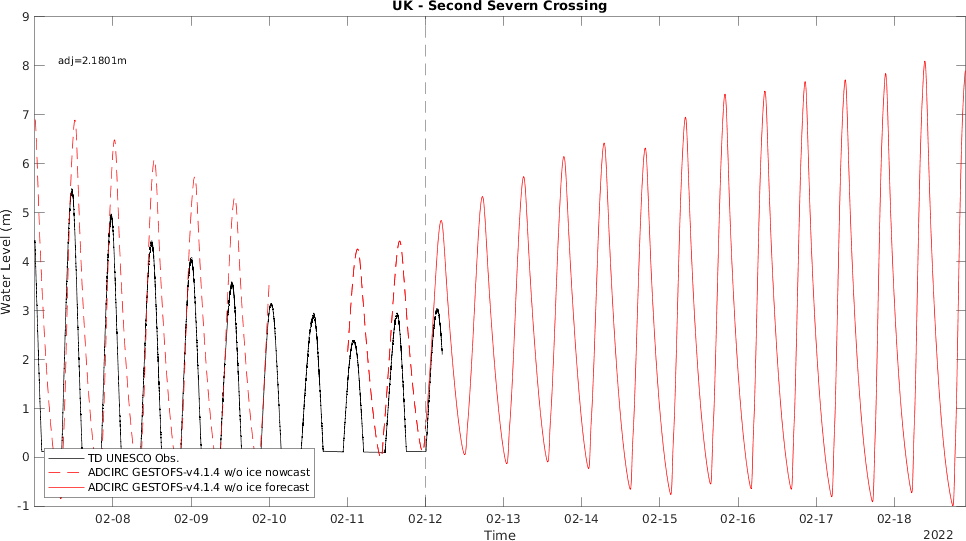 UK - Second Severn Crossing
adj=2.1801m
Water Level (m)
9
8
7
6
5
4
3
2
1
0
-1
TD UNESCO Obs.
ADCIRC GESTOFS-v4.1.4 w/o ice nowcast
ADCIRC GESTOFS-v4.1.4 w/o ice forecast
02-08 02-09 02-10 02-11 02-12 02-13 02-14 02-15 02-16 02-17 02-18
Time
2022